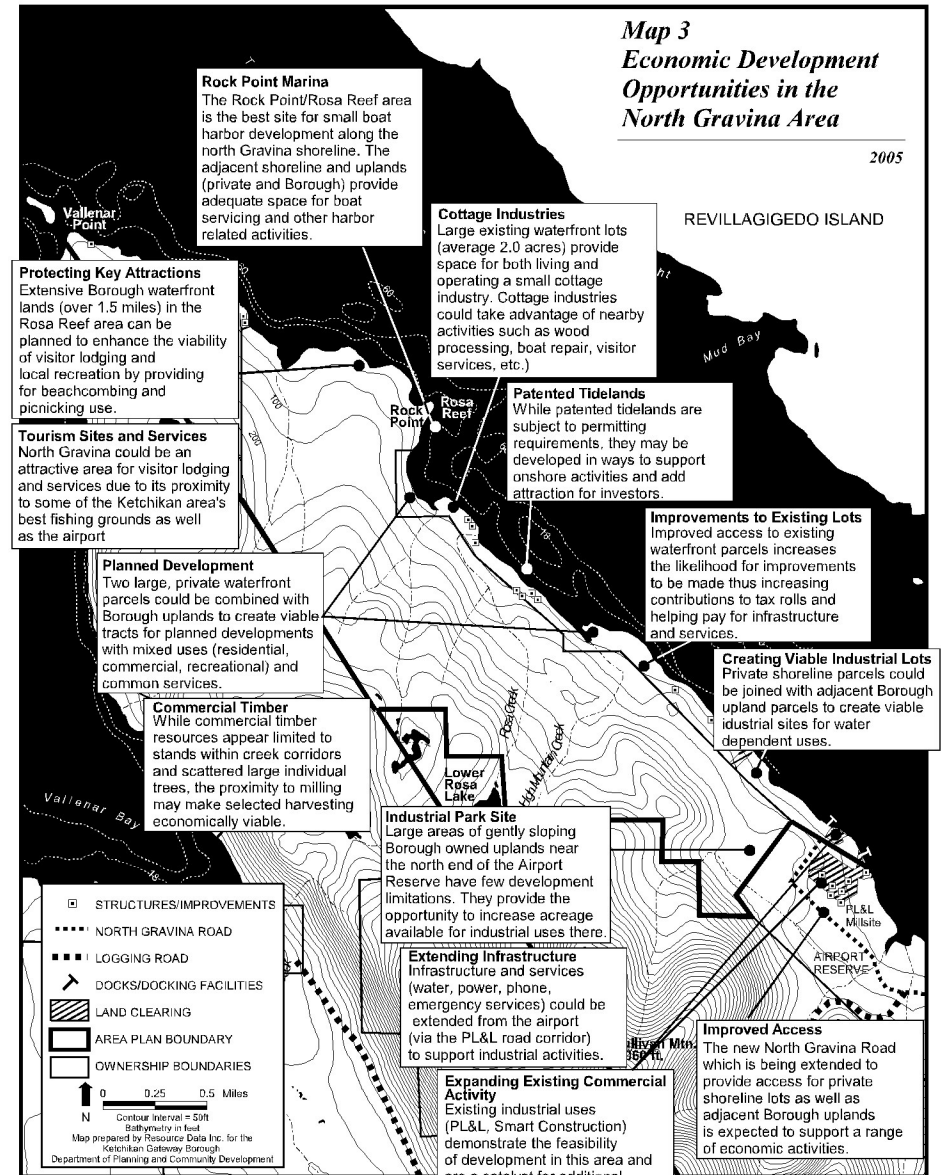 Map 3
Economic Development
Opportunities in the
North Gravina Area
2005
Rock Point Marina
The Rock Point/Rosa Reef area
is the best site for small boat
harbor development along the
north Gravina shoreline. The
adjacent shoreline and uplands
(private and Borough) provide
adequate space for boat
servicing and other harbor
related activities.
REVILLAGIGEDO ISLAND
Vallenar
Point
Cottage Industries
Large existing waterfront lots
(average 2.0 acres) provide
space for both living and
operating a small cottage
industry. Cottage industries
could take advantage of nearby
activities such as wood
processing, boat repair, visitor
services, etc.)
ht
60
Mud Bay
Protecting Key Attractions
Extensive Borough waterfront
lands (over 1.5 miles) in the
Rosa Reef area can be
planned to enhance the viability
of visitor lodging and
local recreation by providing
for beachcombing and
picnicking use.
100
200
Rock
Point
Rosa
Reef
Patented Tidelands
While patented tidelands are
subject to permitting
requirements, they may be
developed in ways to support
onshore activities and add
attraction for investors.
Tourism Sites and Services
North Gravina could be an
attractive area for visitor lodging
and services due to its proximity
to some of the Ketchikan area's
best fishing grounds as well
as the airport
18
Improvements to Existing Lots
Improved access to existing
waterfront parcels increases
the likelihood for improvements
to be made thus increasing
contributions to tax rolls and
helping pay for infrastructure
and services.
Planned Development
Two large, private waterfront
parcels could be combined with
Borough uplands to create viable
tracts for planned developments
with mixed uses (residential,
commercial, recreational) and
common services.
Creating Viable Industrial Lots
Private shoreline parcels could
be joined with adjacent Borough
upland parcels to create viable
idustrial sites for water
dependent uses.
Commercial Timber
While commercial timber
resources appear limited to
stands within creek corridors
and scattered large individual
trees, the proximity to milling
may make selected harvesting
economically viable.
Rosa Creek
High Mountain Creek
Lower
Rosa
Lake
Vallenar Bay
18
Industrial Park Site
Large areas of gently sloping
Borough owned uplands near
the north end of the Airport
Reserve have few development
limitations. They provide the
opportunity to increase acreage
available for industrial uses there.
PL&L
Millsite
AIRPORT
RESERVE
Extending Infrastructure
Infrastructure and services
(water, power, phone,
emergency services) could be
extended from the airport
(via the PL&L road corridor)
to support industrial activities.
llivan Mtn.
Improved Access
The new North Gravina Road
which is being extended to
provide access for private
shoreline lots as well as
adjacent Borough uplands
is expected to support a range
of economic activities.
Expanding Existing Commercial
Activity
Existing industrial uses
(PL&L, Smart Construction)
demonstrate the feasibility
of development in this area and
are a catalyst for additional
STRUCTURES/IMPROVEMENTS
NORTH GRAVINA ROAD
LOGGING ROAD
DOCKS/DOCKING FACILITIES
LAND CLEARING
AREA PLAN BOUNDARY
OWNERSHIP BOUNDARIES
N
0 0.25 0.5 Miles
Contour Interval = 50ft
Bathymetry in feet
Map prepared by Resource Data Inc. for the
Ketchikan Gateway Borough
Department of Planning and Community Development